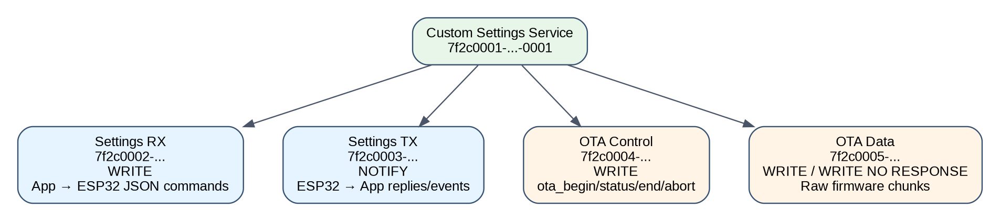 Custom Settings Service
7f2c0001-...-0001
Settings RX
7f2c0002-...
WRITE
App → ESP32 JSON commands
Settings TX
7f2c0003-...
NOTIFY
ESP32 → App replies/events
OTA Control
7f2c0004-...
WRITE
ota_begin/status/end/abort
OTA Data
7f2c0005-...
WRITE / WRITE NO RESPONSE
Raw firmware chunks